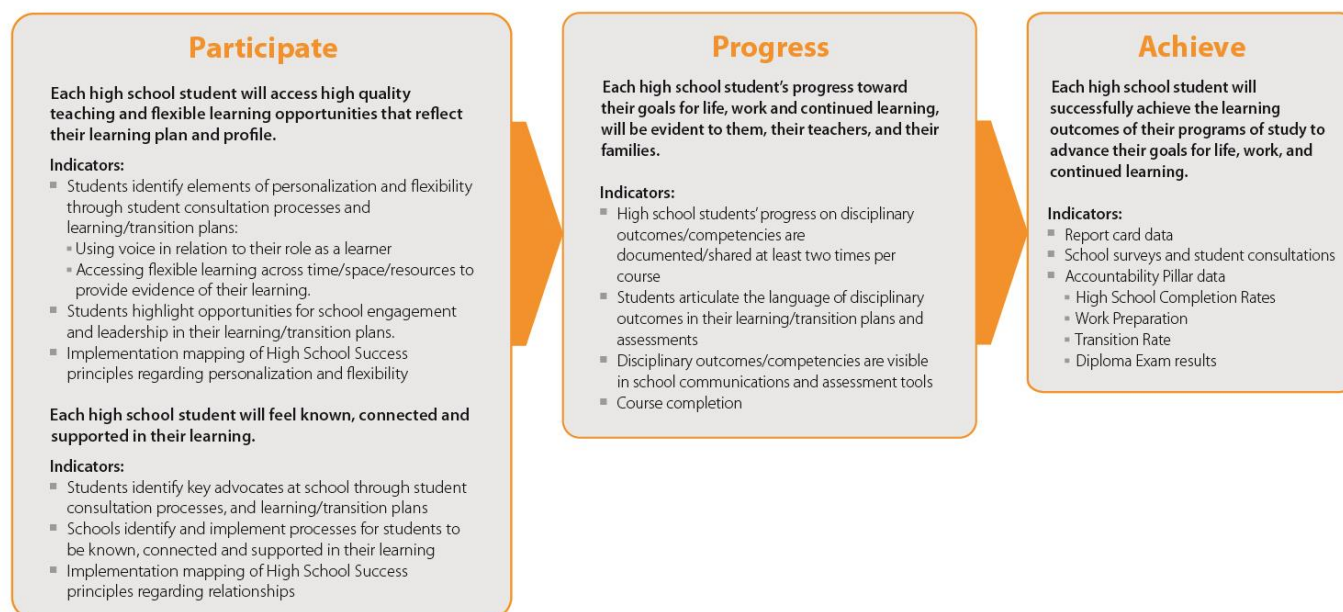 Participate
Each high school student will access high quality
teaching and flexible learning opportunities that reflect
their learning plan and profile.
Indicators:
■ Students identify elements of personalization and flexibility
through student consultation processes and
learning/transition plans:
▪ Using voice in relation to their role as a learner
▪ Accessing flexible learning across time/space/resources to
provide evidence of their learning.
■ Students highlight opportunities for school engagement
and leadership in their learning/transition plans.
■ Implementation mapping of High School Success
principles regarding personalization and flexibility
Each high school student will feel known, connected and
supported in their learning.
Indicators:
■ Students identify key advocates at school through student
consultation processes, and learning/transition plans
■ Schools identify and implement processes for students to
be known, connected and supported in their learning
■ Implementation mapping of High School Success
principles regarding relationships
Progress
Each high school student's progress toward
their goals for life, work and continued learning,
will be evident to them, their teachers, and their
families.
Indicators:
■ High school students' progress on disciplinary
outcomes/competencies are
documented/shared at least two times per
course
■ Students articulate the language of disciplinary
outcomes in their learning/transition plans and
assessments
■ Disciplinary outcomes/competencies are visible
in school communications and assessment tools
■ Course completion
Achieve
Each high school student will
successfully achieve the learning
outcomes of their programs of study to
advance their goals for life, work, and
continued learning.
Indicators:
■ Report card data
■ School surveys and student consultations
■ Accountability Pillar data
▪ High School Completion Rates
▪ Work Preparation
▪ Transition Rate
▪ Diploma Exam results